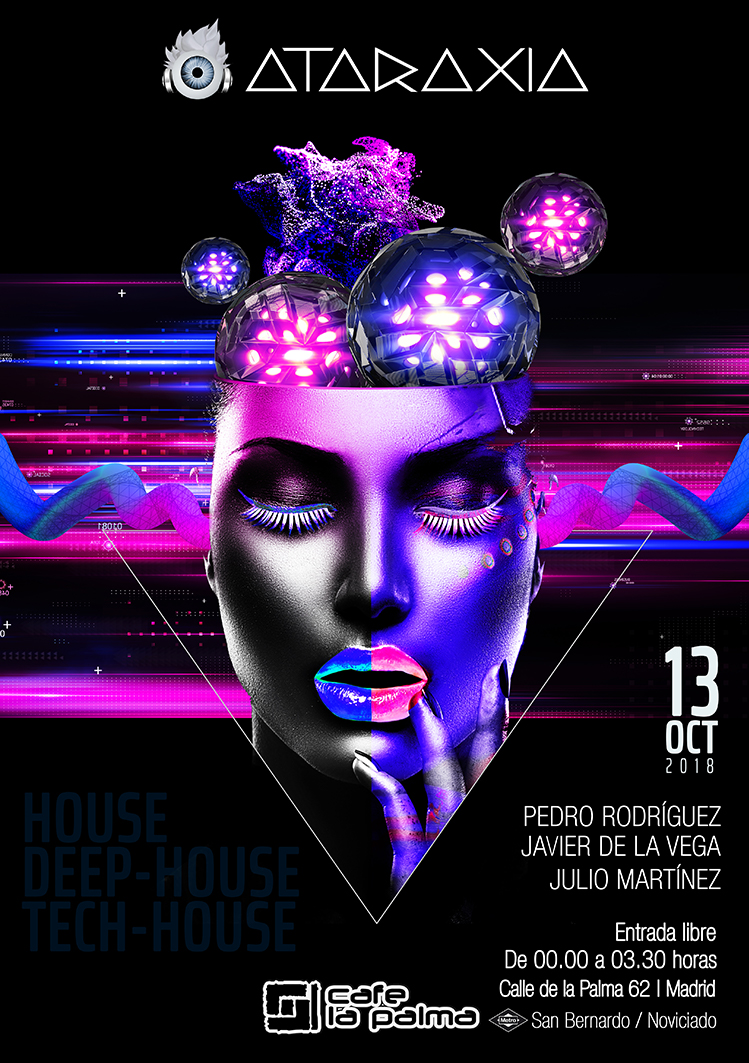 ATARAXIA
13
OCT
2018
HOUSE
DEEP-HOUSE
TECH-HOUSE
PEDRO RODRÍGUEZ
JAVIER DE LA VEGA
JULIO MARTÍNEZ
Entrada libre
De 00.00 a 03.30 horas
Calle de la Palma 62 | Madrid
Metro San Bernardo / Noviciado
cafe
la palma